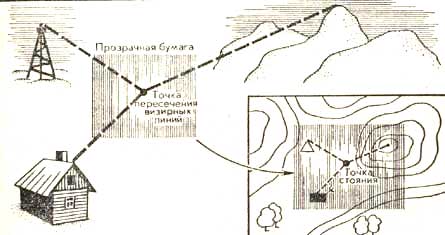 Прозрачная бумага
Точка
пересечения
визирных
линий
Точка
стояния